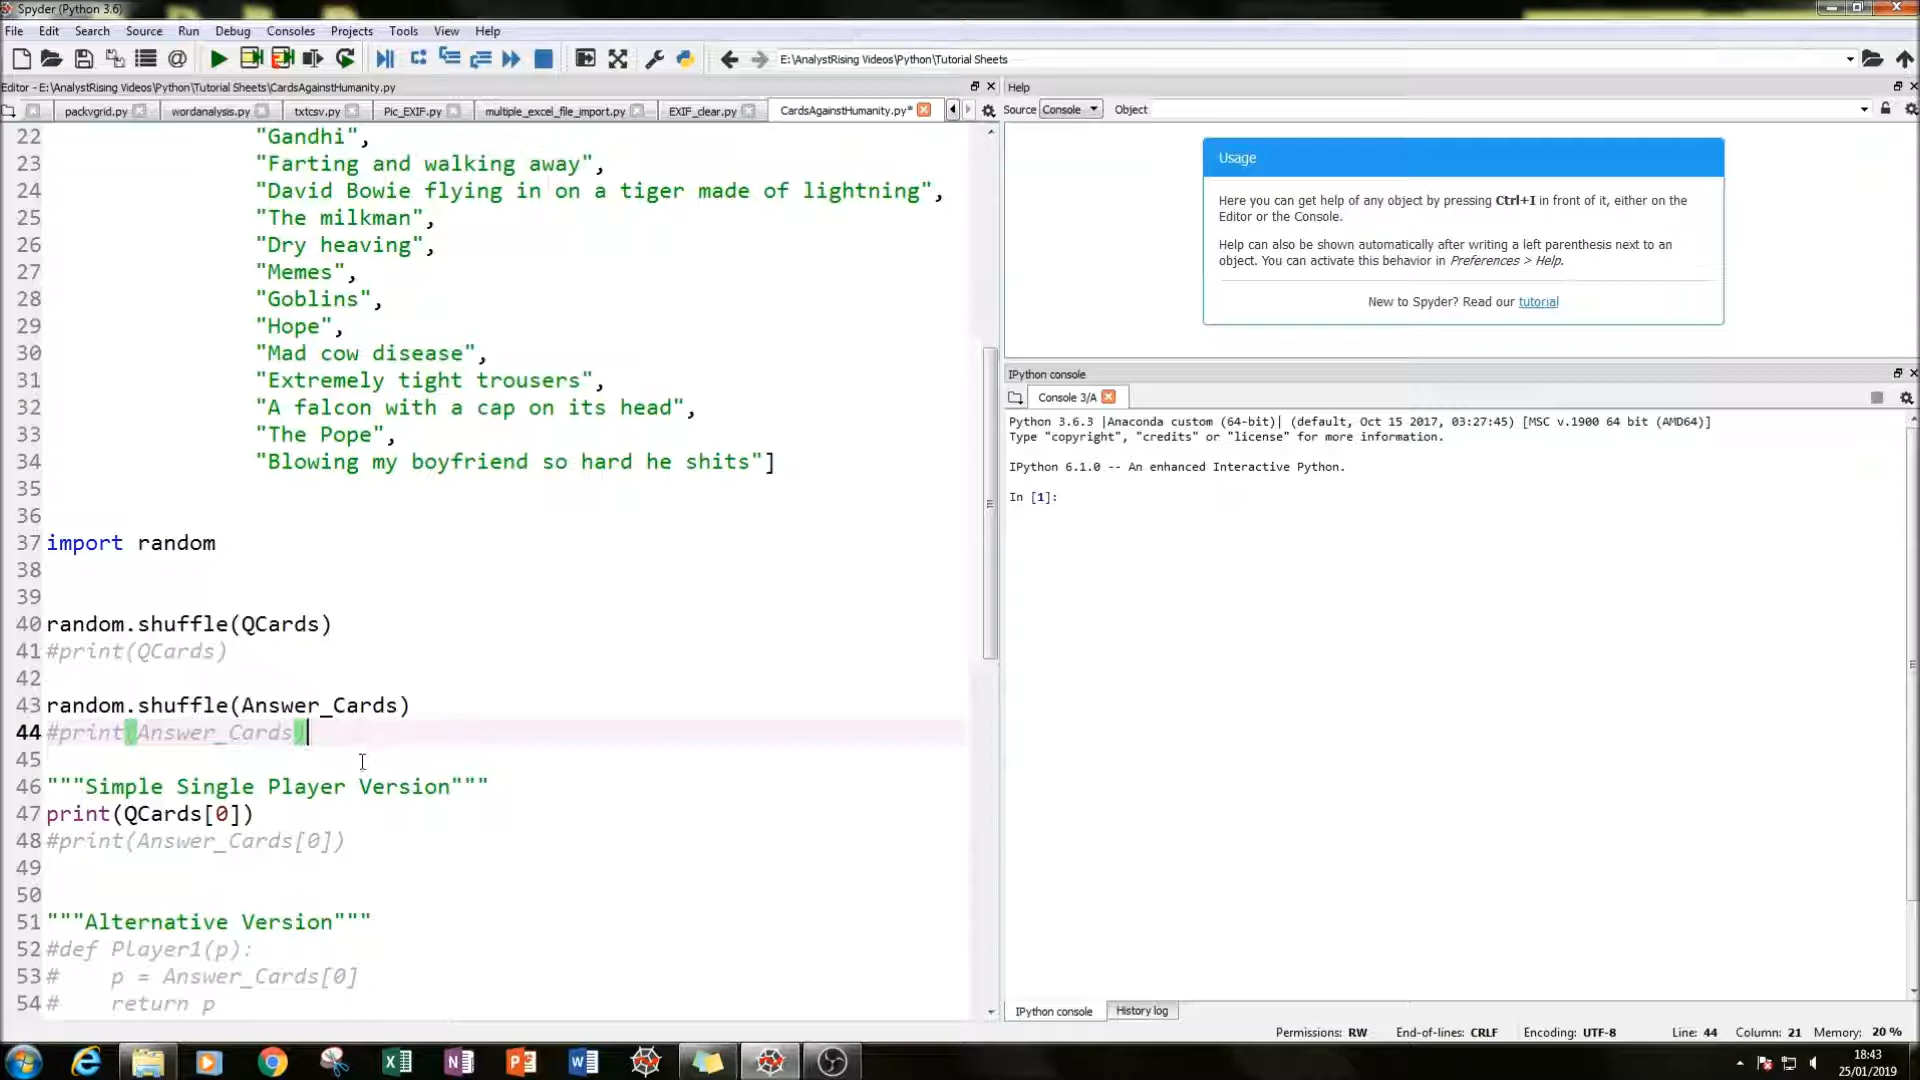 Spyder (Python 3.6)
File Edit Search Source Run Debug Consoles Projects Tools View Help
E:\AnalystRising Videos\Python\Tutorial Sheets
Editor - E:\AnalystRising Videos\Python\Tutorial Sheets\CardsAgainstHumanity.py
packvgrid.py wordanalysis.py txtcsv.py Pic_EXIF.py multiple_excel_file_import.py EXIF_clear.py CardsAgainstHumanity.py*
22 "Gandhi",
23 "Farting and walking away",
24 "David Bowie flying in on a tiger made of lightning",
25 "The milkman",
26 "Dry heaving",
27 "Memes",
28 "Goblins",
29 "Hope",
30 "Mad cow disease",
31 "Extremely tight trousers",
32 "A falcon with a cap on its head",
33 "The Pope",
34 "Blowing my boyfriend so hard he shits"]
35
36
37 import random
38
39
40 random.shuffle(QCards)
41 #print(QCards)
42
43 random.shuffle(Answer_Cards)
44 #print(Answer_Cards)
45
46 """Simple Single Player Version"""
47 print(QCards[0])
48 #print(Answer_Cards[0])
49
50
51 """Alternative Version"""
52 #def Player1(p):
53 #    p = Answer_Cards[0]
54 #    return p
Help
Source Console Object
Usage
Here you can get help of any object by pressing Ctrl+I in front of it, either on the
Editor or the Console.
Help can also be shown automatically after writing a left parenthesis next to an
object. You can activate this behavior in Preferences > Help.
New to Spyder? Read our tutorial
IPython console
Console 3/A
Python 3.6.3 |Anaconda custom (64-bit)| (default, Oct 15 2017, 03:27:45) [MSC v.1900 64 bit (AMD64)]
Type "copyright", "credits" or "license" for more information.
IPython 6.1.0 -- An enhanced Interactive Python.
In [1]:
IPython console History log
Permissions: RW End-of-lines: CRLF Encoding: UTF-8 Line: 44 Column: 21 Memory: 20 %
18:43
25/01/2019